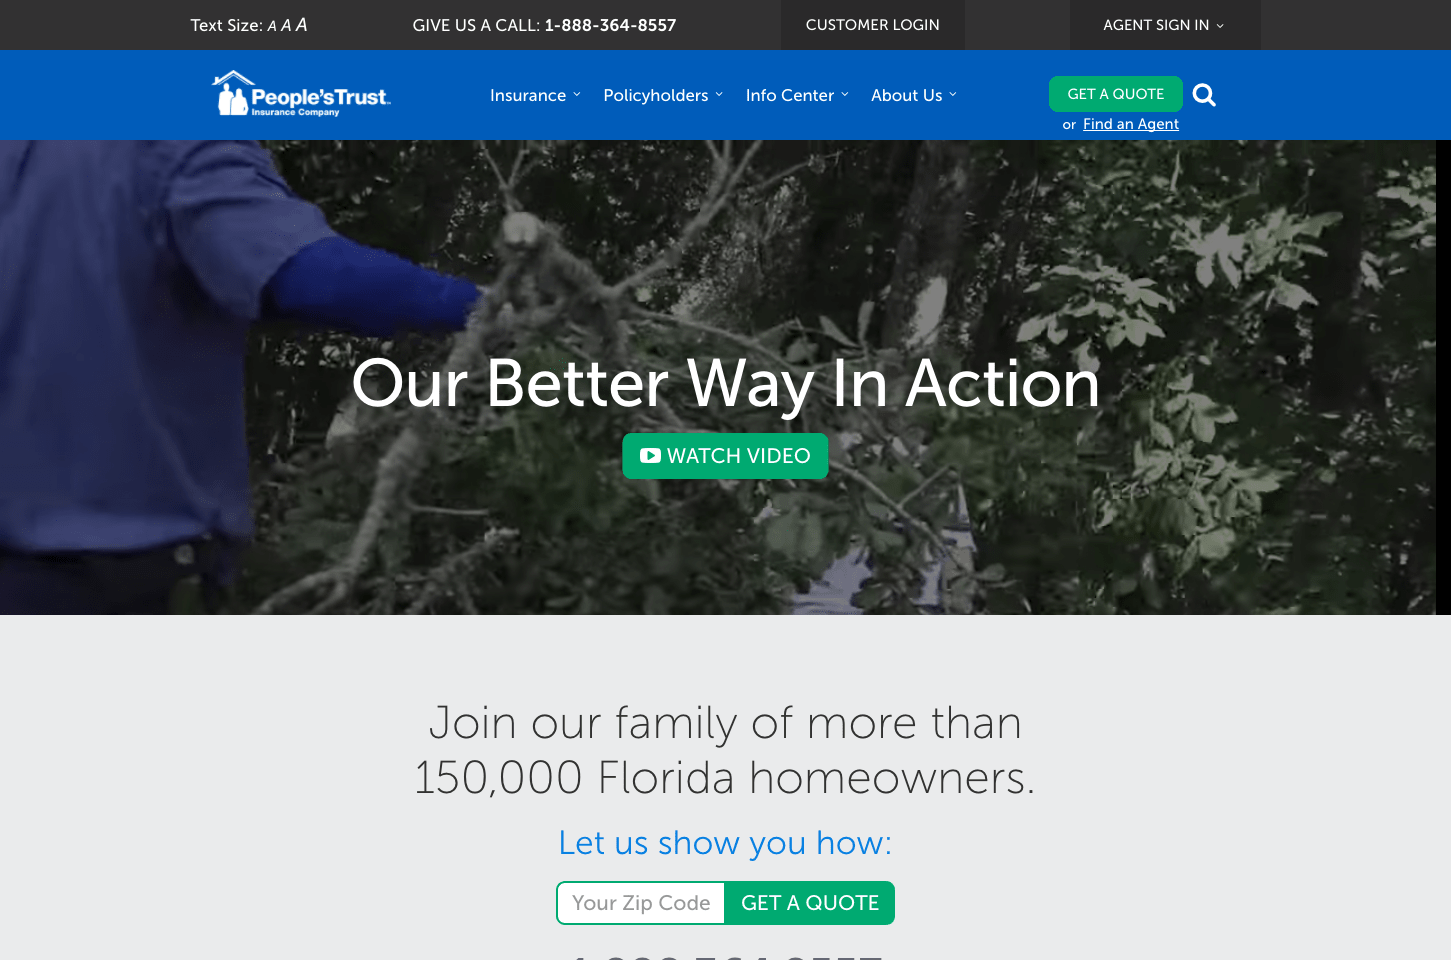 Text Size: A A A
GIVE US A CALL: 1-888-364-8557
CUSTOMER LOGIN
AGENT SIGN IN
People's Trust
Insurance Company
Insurance
Policyholders
Info Center
About Us
GET A QUOTE
or Find an Agent
Our Better Way In Action
WATCH VIDEO
Join our family of more than
150,000 Florida homeowners.
Let us show you how:
Your Zip Code
GET A QUOTE